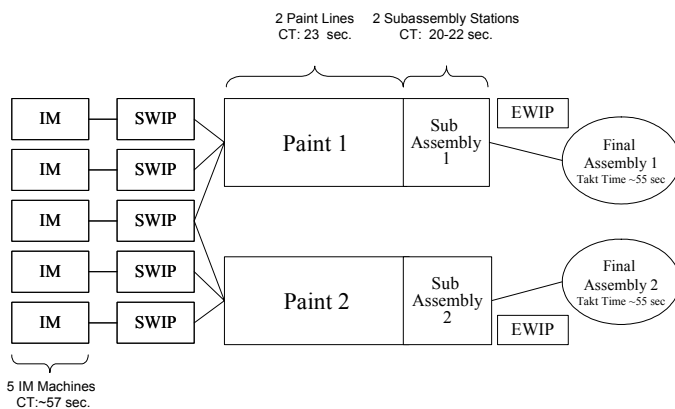 2 Paint Lines
CT: 23 sec.
2 Subassembly Stations
CT: 20-22 sec.
IM
SWIP
IM
SWIP
IM
SWIP
IM
SWIP
IM
SWIP
Paint 1
Sub
Assembly
1
EWIP
Final
Assembly 1
Takt Time ~55 sec
Paint 2
Sub
Assembly
2
EWIP
Final
Assembly 2
Takt Time ~55 sec
5 IM Machines
CT:~57 sec.